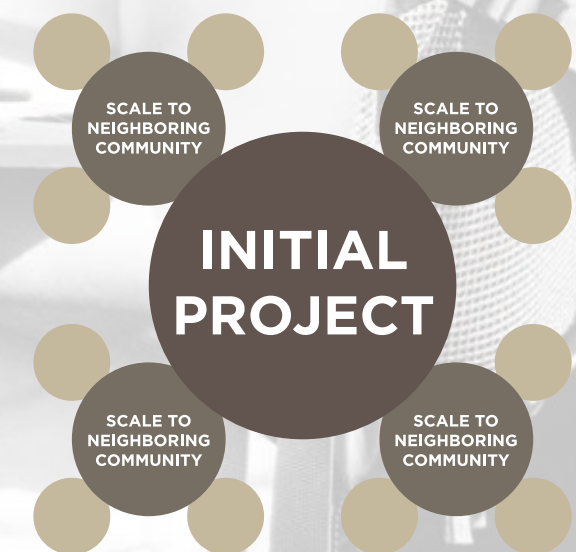 SCALE TO
NEIGHBORING
COMMUNITY
SCALE TO
NEIGHBORING
COMMUNITY
INITIAL
PROJECT
SCALE TO
NEIGHBORING
COMMUNITY
SCALE TO
NEIGHBORING
COMMUNITY